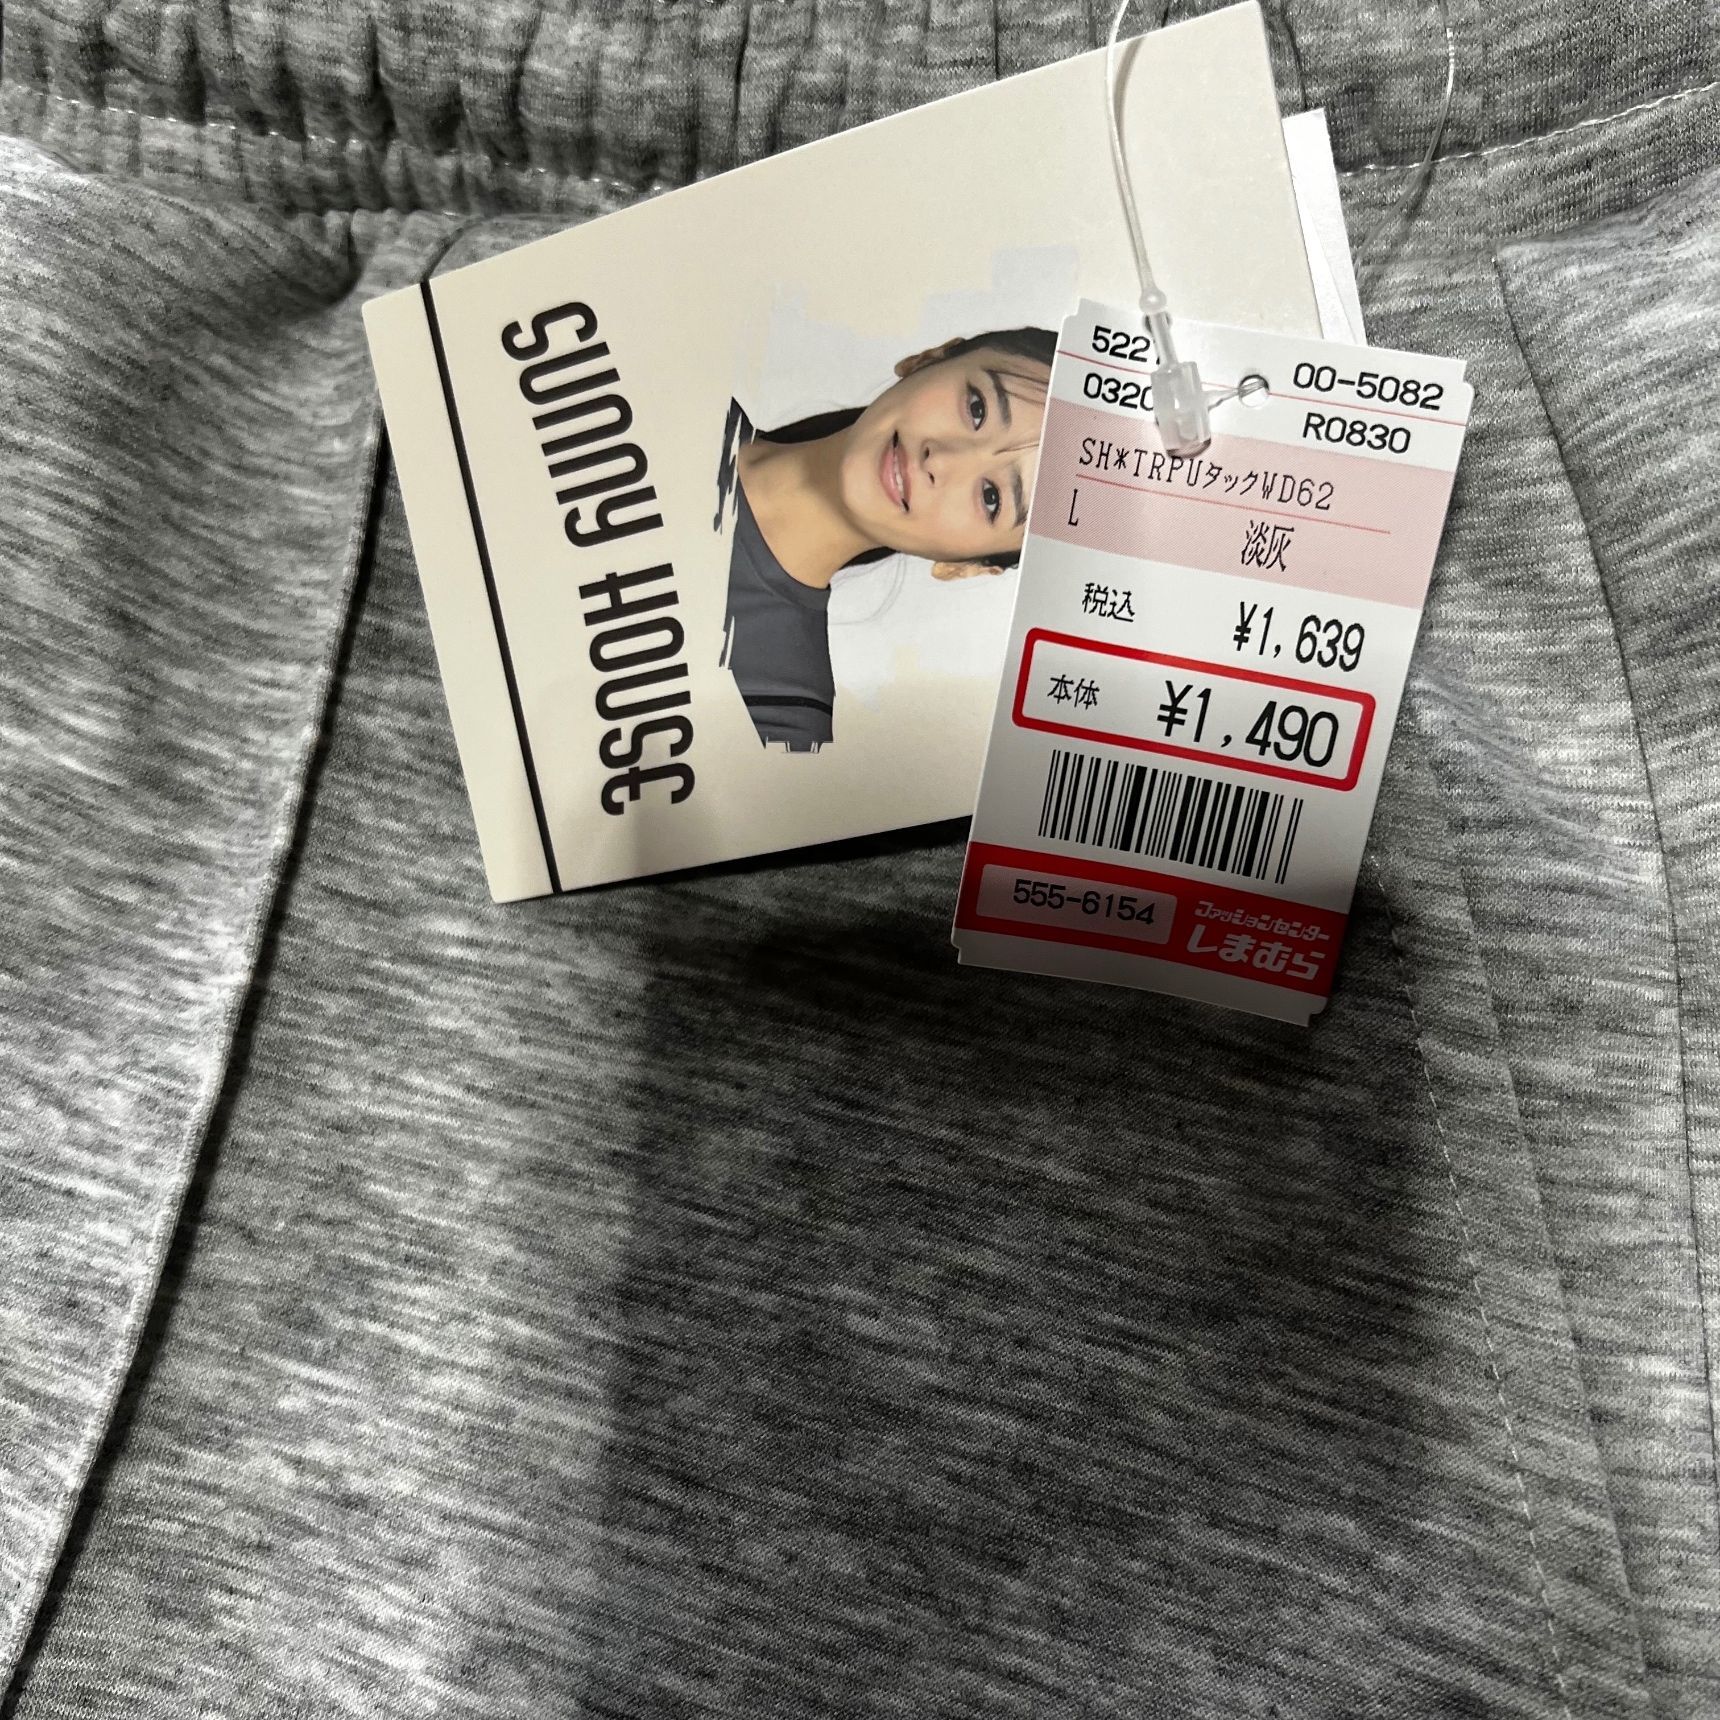 SUNNY HOUSE
00-5082
R0830
SH*TRPUタックWD62
L 淡灰
税込 ¥1,639
本体 ¥1,490
555-6154
ファッションセンター
しまむら